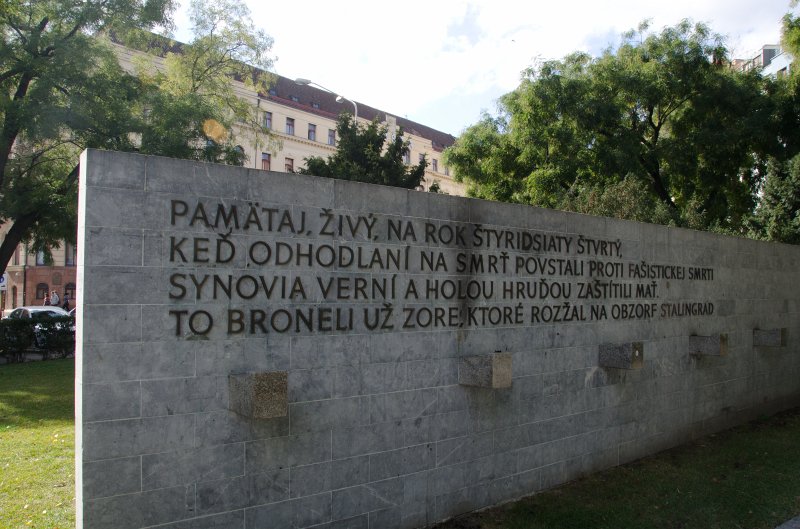 PAMÄTAJ, ŽIVÝ, NA ROK ŠTYRIDSIATY ŠTVRTÝ,
KEĎ ODHODLANÍ NA SMRŤ POVSTALI PROTI FAŠISTICKEJ SMRTI
SYNOVIA VERNÍ A HOLOU HRUĎOU ZAŠTÍTILI MAŤ.
TO BRONELI UŽ ZORE, KTORÉ ROZŽAL NA OBZORE STALINGRAD